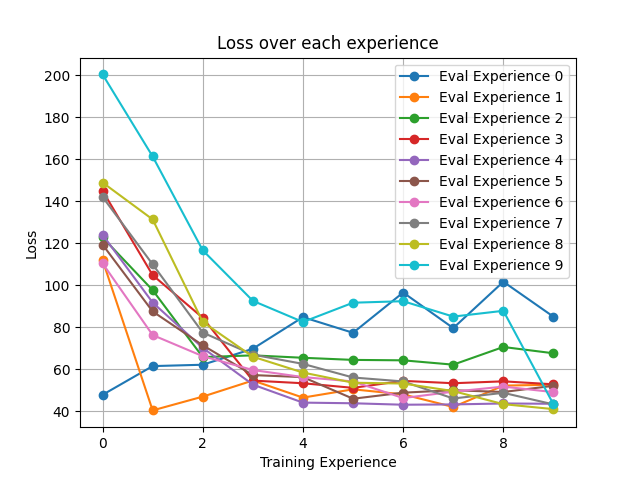 Loss over each experience
200
180
160
140
120
100
80
60
40
Loss
0
2
4
6
8
Training Experience
Eval Experience 0
Eval Experience 1
Eval Experience 2
Eval Experience 3
Eval Experience 4
Eval Experience 5
Eval Experience 6
Eval Experience 7
Eval Experience 8
Eval Experience 9